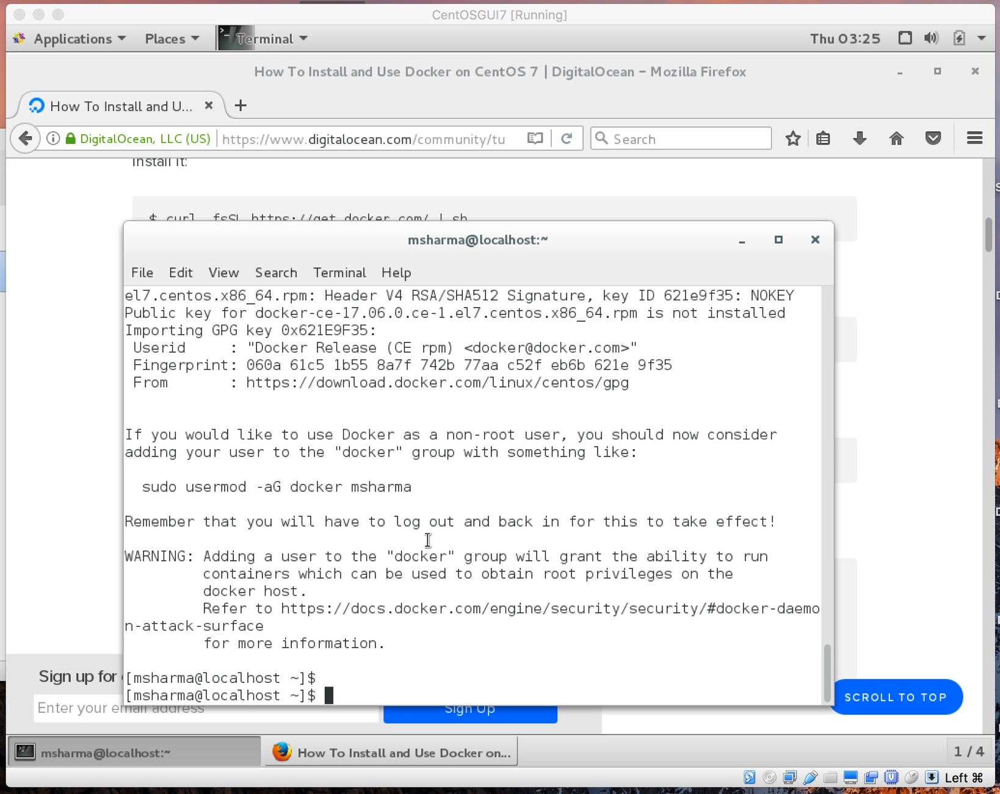 CentOSGUI7 [Running]
Applications Places Terminal Thu 03:25
How To Install and Use Docker on CentOS 7 | DigitalOcean – Mozilla Firefox
How To Install and U...
DigitalOcean, LLC (US) https://www.digitalocean.com/community/tu Search
install it:
$ curl -fsSL https://get.docker.com/ | sh
msharma@localhost:~
File Edit View Search Terminal Help
el7.centos.x86_64.rpm: Header V4 RSA/SHA512 Signature, key ID 621e9f35: NOKEY
Public key for docker-ce-17.06.0.ce-1.el7.centos.x86_64.rpm is not installed
Importing GPG key 0x621E9F35:
Userid     : "Docker Release (CE rpm) <docker@docker.com>"
Fingerprint: 060a 61c5 1b55 8a7f 742b 77aa c52f eb6b 621e 9f35
From       : https://download.docker.com/linux/centos/gpg
If you would like to use Docker as a non-root user, you should now consider
adding your user to the "docker" group with something like:
sudo usermod -aG docker msharma
Remember that you will have to log out and back in for this to take effect!
WARNING: Adding a user to the "docker" group will grant the ability to run
containers which can be used to obtain root privileges on the
docker host.
Refer to https://docs.docker.com/engine/security/security/#docker-daemo
n-attack-surface
for more information.
[msharma@localhost ~]$
[msharma@localhost ~]$
Sign up for
Enter your email address
Sign Up
SCROLL TO TOP
msharma@localhost:~ How To Install and Use Docker on... 1 / 4
Left ⌘